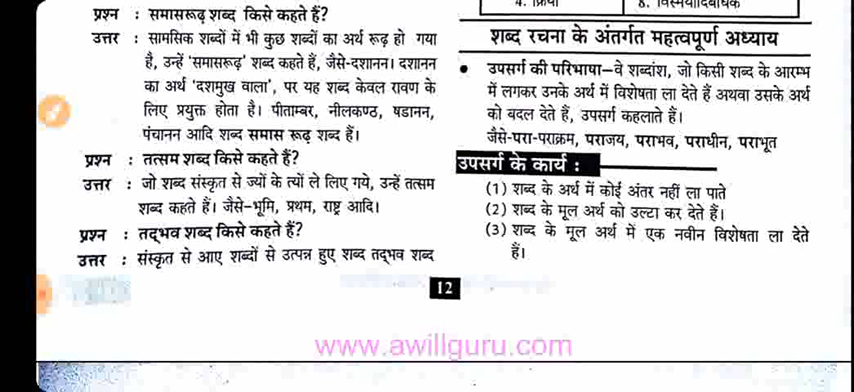 प्रश्न : समासरूढ़ शब्द किसे कहते हैं?
उत्तर : सामसिक शब्दों में भी कुछ शब्दों का अर्थ रूढ़ हो गया
है, उन्हें 'समासरूढ़' शब्द कहते हैं, जैसे-दशानन। दशानन
का अर्थ 'दशमुख वाला', पर यह शब्द केवल रावण के
लिए प्रयुक्त होता है। पीताम्बर, नीलकण्ठ, षडानन,
पंचानन आदि शब्द समास रूढ़ शब्द हैं।
प्रश्न : तत्सम शब्द किसे कहते हैं?
उत्तर : जो शब्द संस्कृत से ज्यों के त्यों ले लिए गये, उन्हें तत्सम
शब्द कहते हैं। जैसे-भूमि, प्रथम, राष्ट्र आदि।
प्रश्न : तद्भव शब्द किसे कहते हैं?
उत्तर : संस्कृत से आए शब्दों से उत्पन्न हुए शब्द तद्भव शब्द
4. क्रिया 8. विस्मयादिबोधक
शब्द रचना के अंतर्गत महत्वपूर्ण अध्याय
• उपसर्ग की परिभाषा–वे शब्दांश, जो किसी शब्द के आरम्भ
में लगकर उनके अर्थ में विशेषता ला देते हैं अथवा उसके अर्थ
को बदल देते हैं, उपसर्ग कहलाते हैं।
जैसे-परा-पराक्रम, पराजय, पराभव, पराधीन, पराभूत
उपसर्ग के कार्य :
(1) शब्द के अर्थ में कोई अंतर नहीं ला पाते
(2) शब्द के मूल अर्थ को उल्टा कर देते हैं।
(3) शब्द के मूल अर्थ में एक नवीन विशेषता ला देते
हैं।
12
www.awillguru.com